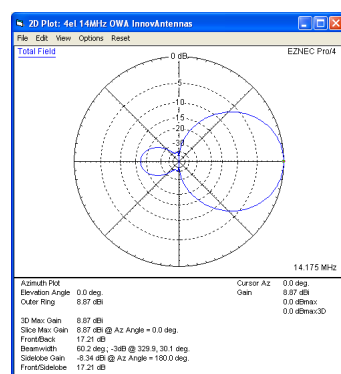 2D Plot: 4el 14MHz OWA InnovAntennas
File Edit View Options Reset
Total Field
EZNEC Pro/4
0 dB
-5
-10
-15
-20
-30
14.175 MHz
Azimuth Plot
Elevation Angle 0.0 deg.
Outer Ring 8.87 dBi
Cursor Az 0.0 deg.
Gain 8.87 dBi
0.0 dBmax
0.0 dBmax3D
3D Max Gain 8.87 dBi
Slice Max Gain 8.87 dBi @ Az Angle = 0.0 deg.
Front/Back 17.21 dB
Beamwidth 60.2 deg.; -3dB @ 329.9, 30.1 deg.
Sidelobe Gain -8.34 dBi @ Az Angle = 180.0 deg.
Front/Sidelobe 17.21 dB